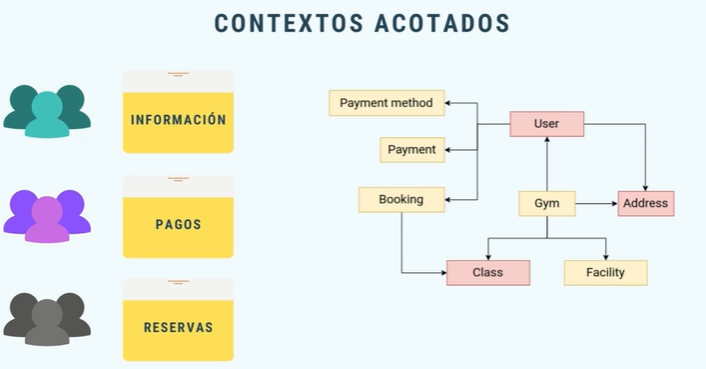 CONTEXTOS ACOTADOS
INFORMACIÓN
PAGOS
RESERVAS
Payment method
User
Payment
Booking
Gym
Address
Class
Facility